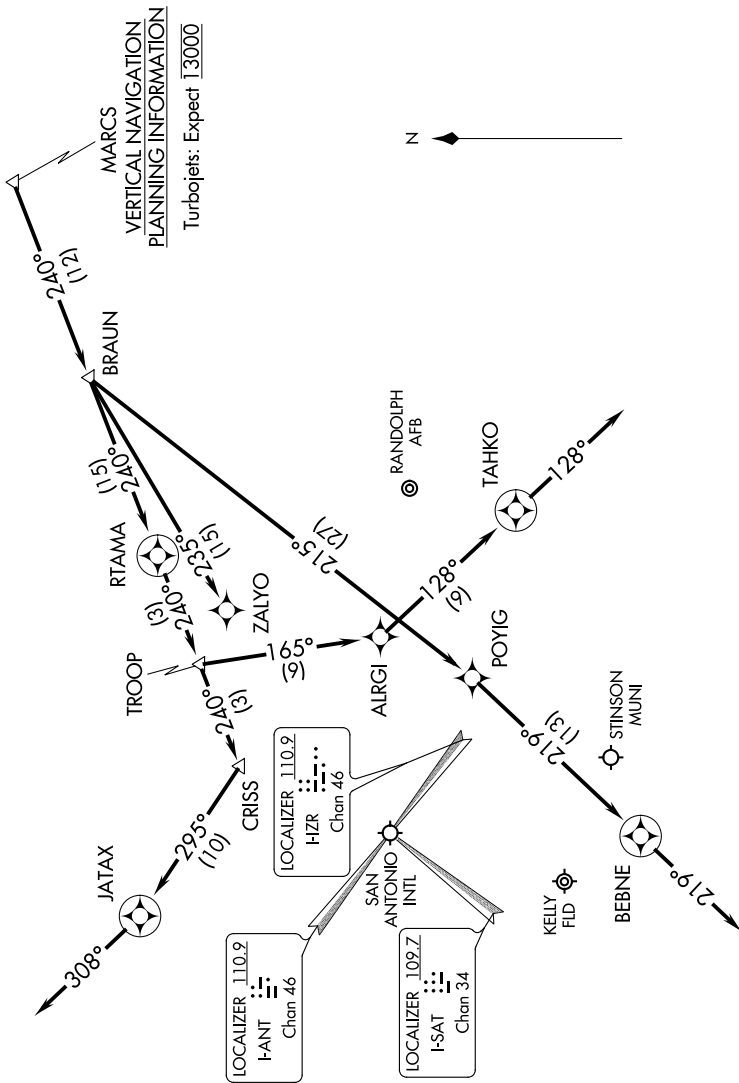 MARCS
VERTICAL NAVIGATION
PLANNING INFORMATION
Turbojets: Expect 13000
N
240°
(12)
BRAUN
(15)
240°
RTAMA
235°
(15)
ZALYO
(3)
240°
TROOP
215°
(27)
RANDOLPH
AFB
TAHKO
128°
128°
(9)
165°
(9)
ALRGI
POYIG
240°
(3)
CRISS
295°
(10)
JATAX
308°
LOCALIZER 110.9
I-IZR
Chan 46
LOCALIZER 110.9
I-ANT
Chan 46
SAN
ANTONIO
INTL
LOCALIZER 109.7
I-SAT
Chan 34
219°
(13)
STINSON
MUNI
KELLY
FLD
BEBNE
219°